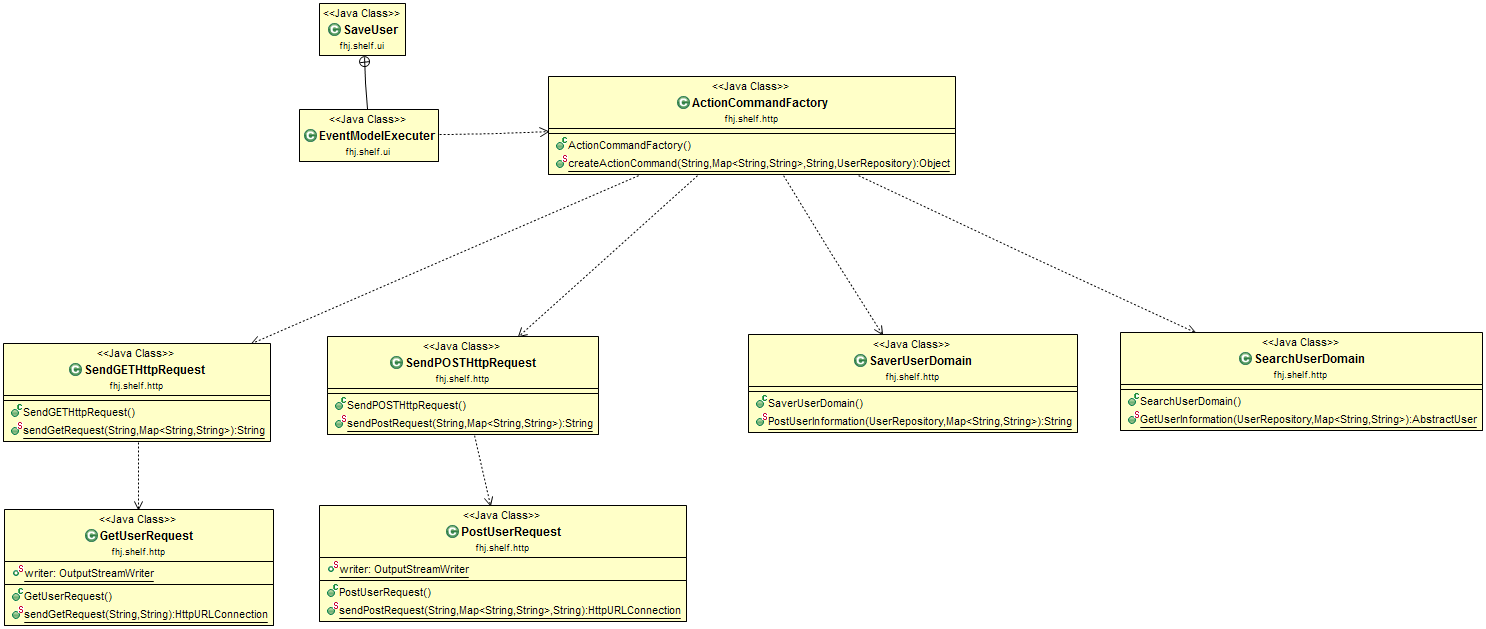 <<Java Class>>
SaveUser
fhj.shelf.ui
<<Java Class>>
EventModelExecuter
fhj.shelf.ui
<<Java Class>>
ActionCommandFactory
fhj.shelf.http
ActionCommandFactory()
createActionCommand(String,Map<String,String>,String,UserRepository):Object
<<Java Class>>
SendGETHttpRequest
fhj.shelf.http
SendGETHttpRequest()
sendGetRequest(String,Map<String,String>):String
<<Java Class>>
SendPOSTHttpRequest
fhj.shelf.http
SendPOSTHttpRequest()
sendPostRequest(String,Map<String,String>):String
<<Java Class>>
SaverUserDomain
fhj.shelf.http
SaverUserDomain()
PostUserInformation(UserRepository,Map<String,String>):String
<<Java Class>>
SearchUserDomain
fhj.shelf.http
SearchUserDomain()
GetUserInformation(UserRepository,Map<String,String>):AbstractUser
<<Java Class>>
GetUserRequest
fhj.shelf.http
writer: OutputStreamWriter
GetUserRequest()
sendGetRequest(String,String):HttpURLConnection
<<Java Class>>
PostUserRequest
fhj.shelf.http
writer: OutputStreamWriter
PostUserRequest()
sendPostRequest(String,Map<String,String>,String):HttpURLConnection